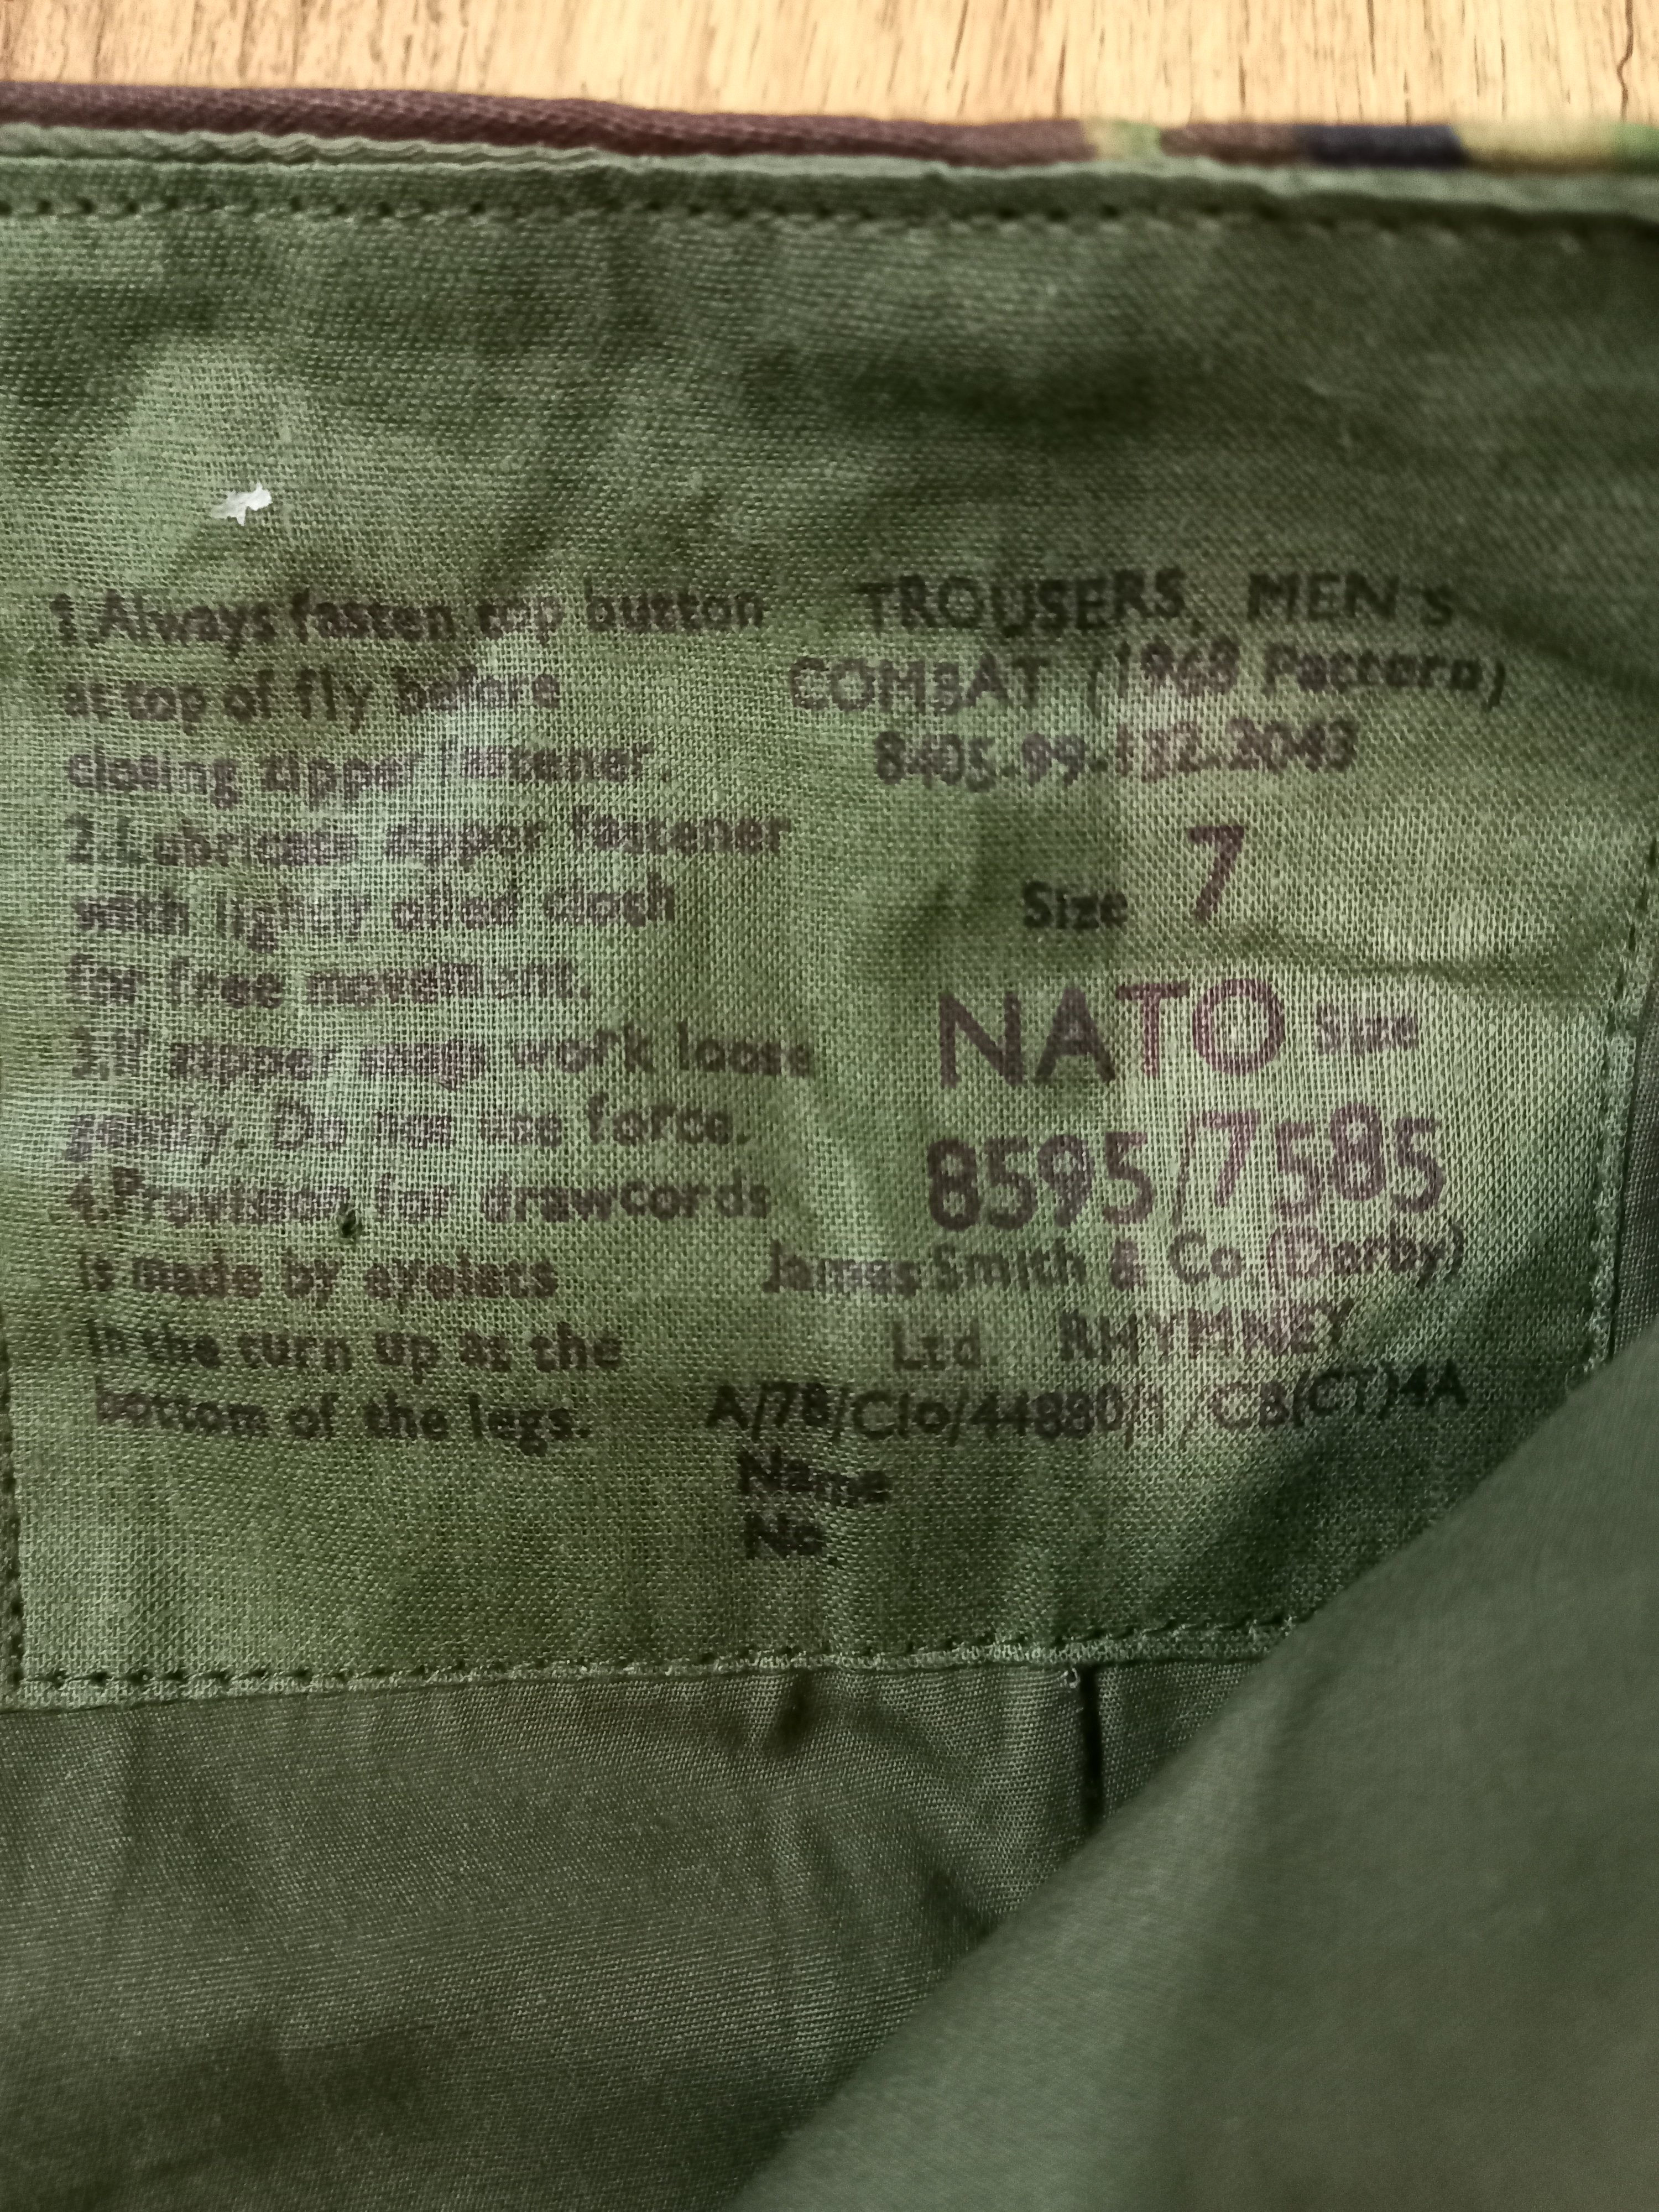 1. Always fasten top button
at top of fly before
closing zipper fastener.
2. Lubricate zipper fastener
with lightly oiled cloth
for free movement.
3. If zipper snags work loose
gently. Do not use force.
4. Provision for drawcords
is made by eyelets
in the turn up at the
bottom of the legs.
TROUSERS, MEN'S
COMBAT (1968 Pattern)
8405-99-132-2043
Size 7
NATO Size
8595/7585
James Smith & Co (Derby)
Ltd. RHYMNEY
A/78/Clo/44880/1/CB(CT)4A
Name
No.